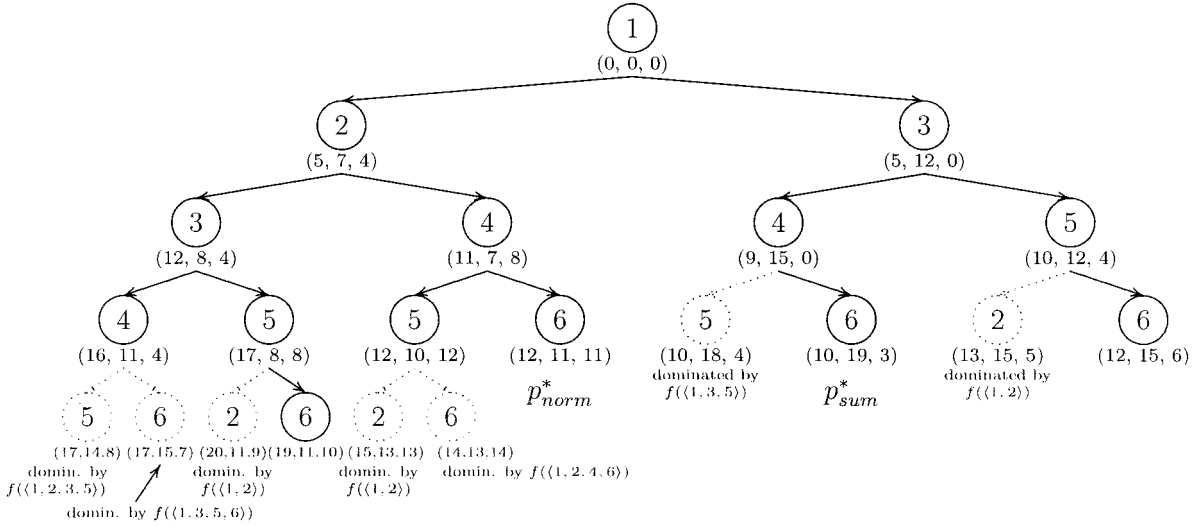 1
(0, 0, 0)
2
3
(5, 7, 4)
(5, 12, 0)
3
4
4
5
(12, 8, 4)
(11, 7, 8)
(9, 15, 0)
(10, 12, 4)
4
5
5
6
5
6
2
6
(16, 11, 4)
(17, 8, 8)
(12, 10, 12)
(12, 11, 11)
(10, 18, 4)
(10, 19, 3)
(13, 15, 5)
(12, 15, 6)
dominated by
f(⟨1, 3, 5⟩)
dominated by
f(⟨1, 2⟩)
p*norm
p*sum
5
6
2
6
2
6
(17,14,8)
(17,15,7)
(20,11,9)
(19,11,10)
(15,13,13)
(14,13,14)
domin. by
f(⟨1, 2, 3, 5⟩)
domin. by
f(⟨1, 2⟩)
domin. by
f(⟨1, 2⟩)
domin. by f(⟨1, 2, 4, 6⟩)
domin. by f(⟨1, 3, 5, 6⟩)